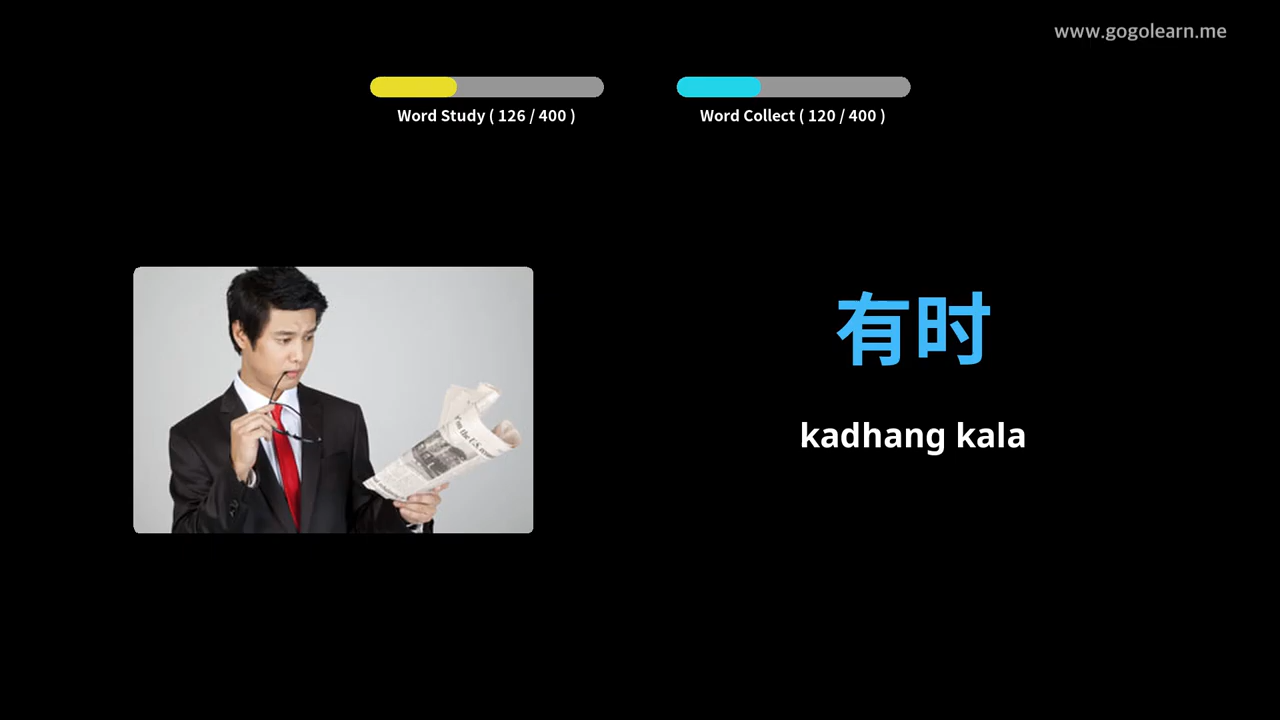 www.gogolearn.me
Word Study ( 126 / 400 )
Word Collect ( 120 / 400 )
有时
kadhang kala